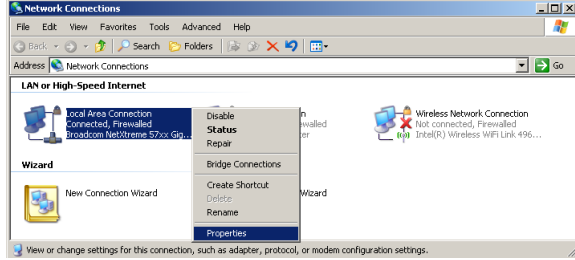 Network Connections
File Edit View Favorites Tools Advanced Help
Back Search Folders
Address Network Connections Go
LAN or High-Speed Internet
Local Area Connection
Connected, Firewalled
Broadcom NetXtreme 57xx Gig...
Disable
Status
Repair
Bridge Connections
Create Shortcut
Delete
Rename
Properties
Wireless Network Connection
Not connected, Firewalled
Intel(R) Wireless WiFi Link 496...
Wizard
New Connection Wizard
Wizard
View or change settings for this connection, such as adapter, protocol, or modem configuration settings.